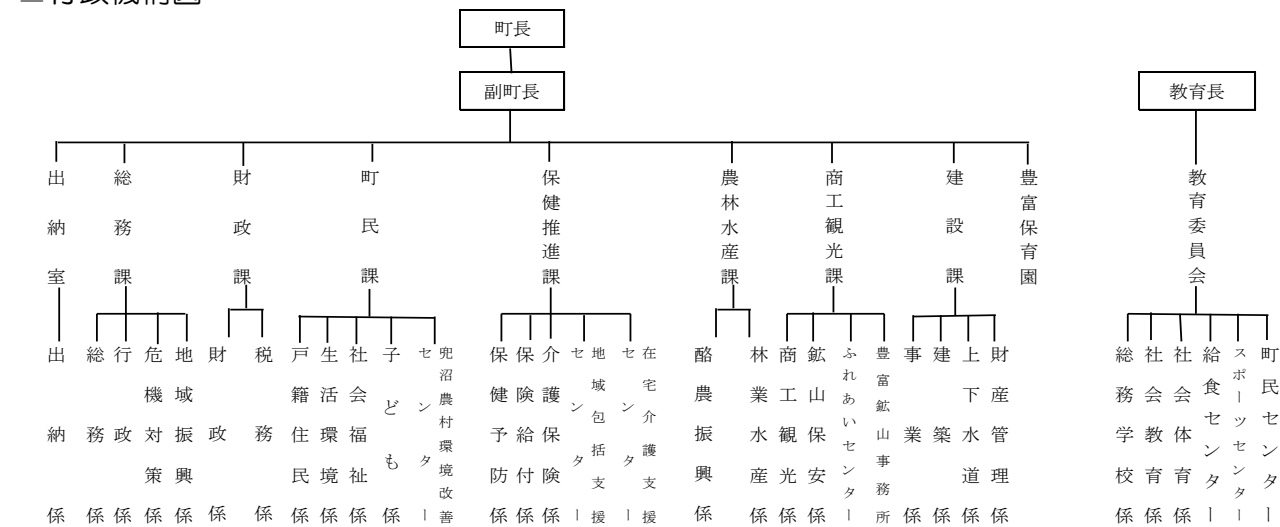 町長
副町長
教育長
出納室
総務課
財政課
町民課
保健推進課
農林水産課
商工観光課
建設課
豊富保育園
教育委員会
出納係
総務係
行政係
危機対策係
地域振興係
財政係
税務係
戸籍住民係
生活環境係
社会福祉係
子ども係
兜沼農村環境改善
センター
保健予防係
保険給付係
介護保険係
地域包括支援
センター
在宅介護支援
センター
酪農振興係
林業水産係
商工観光係
鉱山保安係
ふれあいセンター
豊富鉱山事務所
事業係
建築係
上下水道係
財産管理係
総務学校係
社会教育係
社会体育係
給食センター
スポーツセンター
町民センター